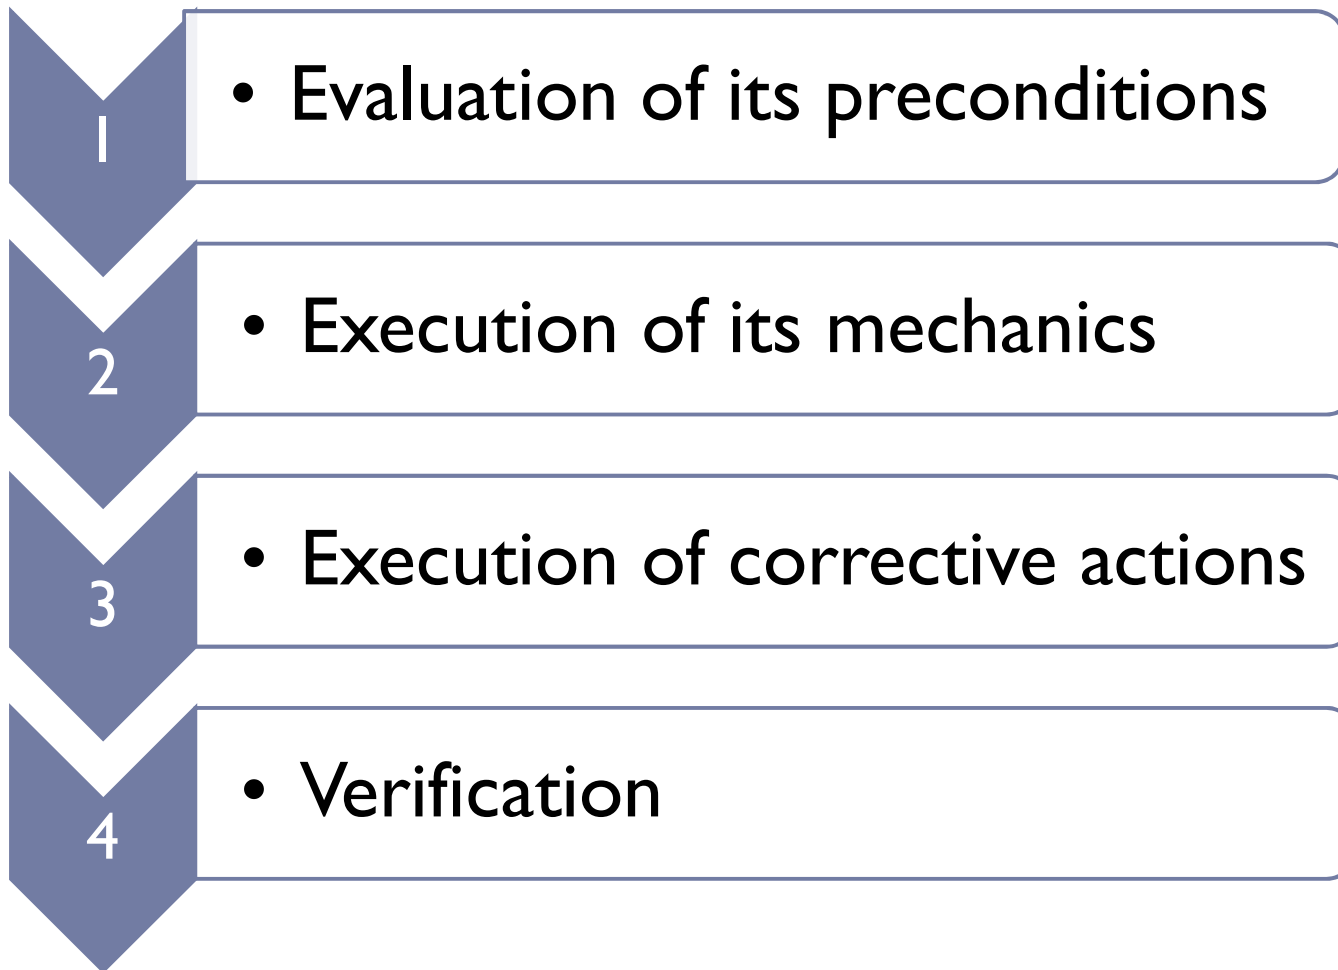 1
• Evaluation of its preconditions
2
• Execution of its mechanics
3
• Execution of corrective actions
4
• Verification